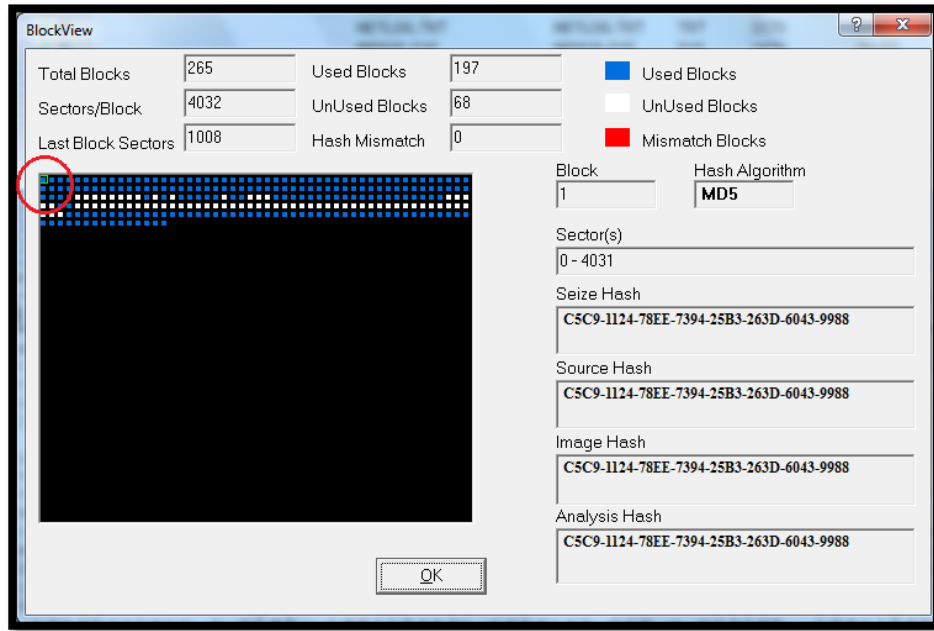 BlockView
Total Blocks 265 Used Blocks 197 Used Blocks
Sectors/Block 4032 UnUsed Blocks 68 UnUsed Blocks
Last Block Sectors 1008 Hash Mismatch 0 Mismatch Blocks
Block Hash Algorithm
1 MD5
Sector(s)
0 - 4031
Seize Hash
C5C9-1124-78EE-7394-25B3-263D-6043-9988
Source Hash
C5C9-1124-78EE-7394-25B3-263D-6043-9988
Image Hash
C5C9-1124-78EE-7394-25B3-263D-6043-9988
Analysis Hash
C5C9-1124-78EE-7394-25B3-263D-6043-9988
OK